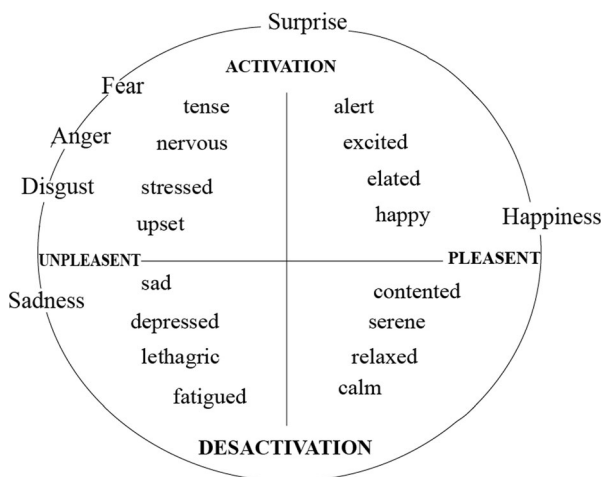 Surprise
ACTIVATION
Fear
tense
alert
Anger
nervous
excited
Disgust
stressed
elated
upset
happy
Happiness
UNPLEASENT
PLEASENT
Sadness
sad
contented
depressed
serene
lethagric
relaxed
fatigued
calm
DESACTIVATION